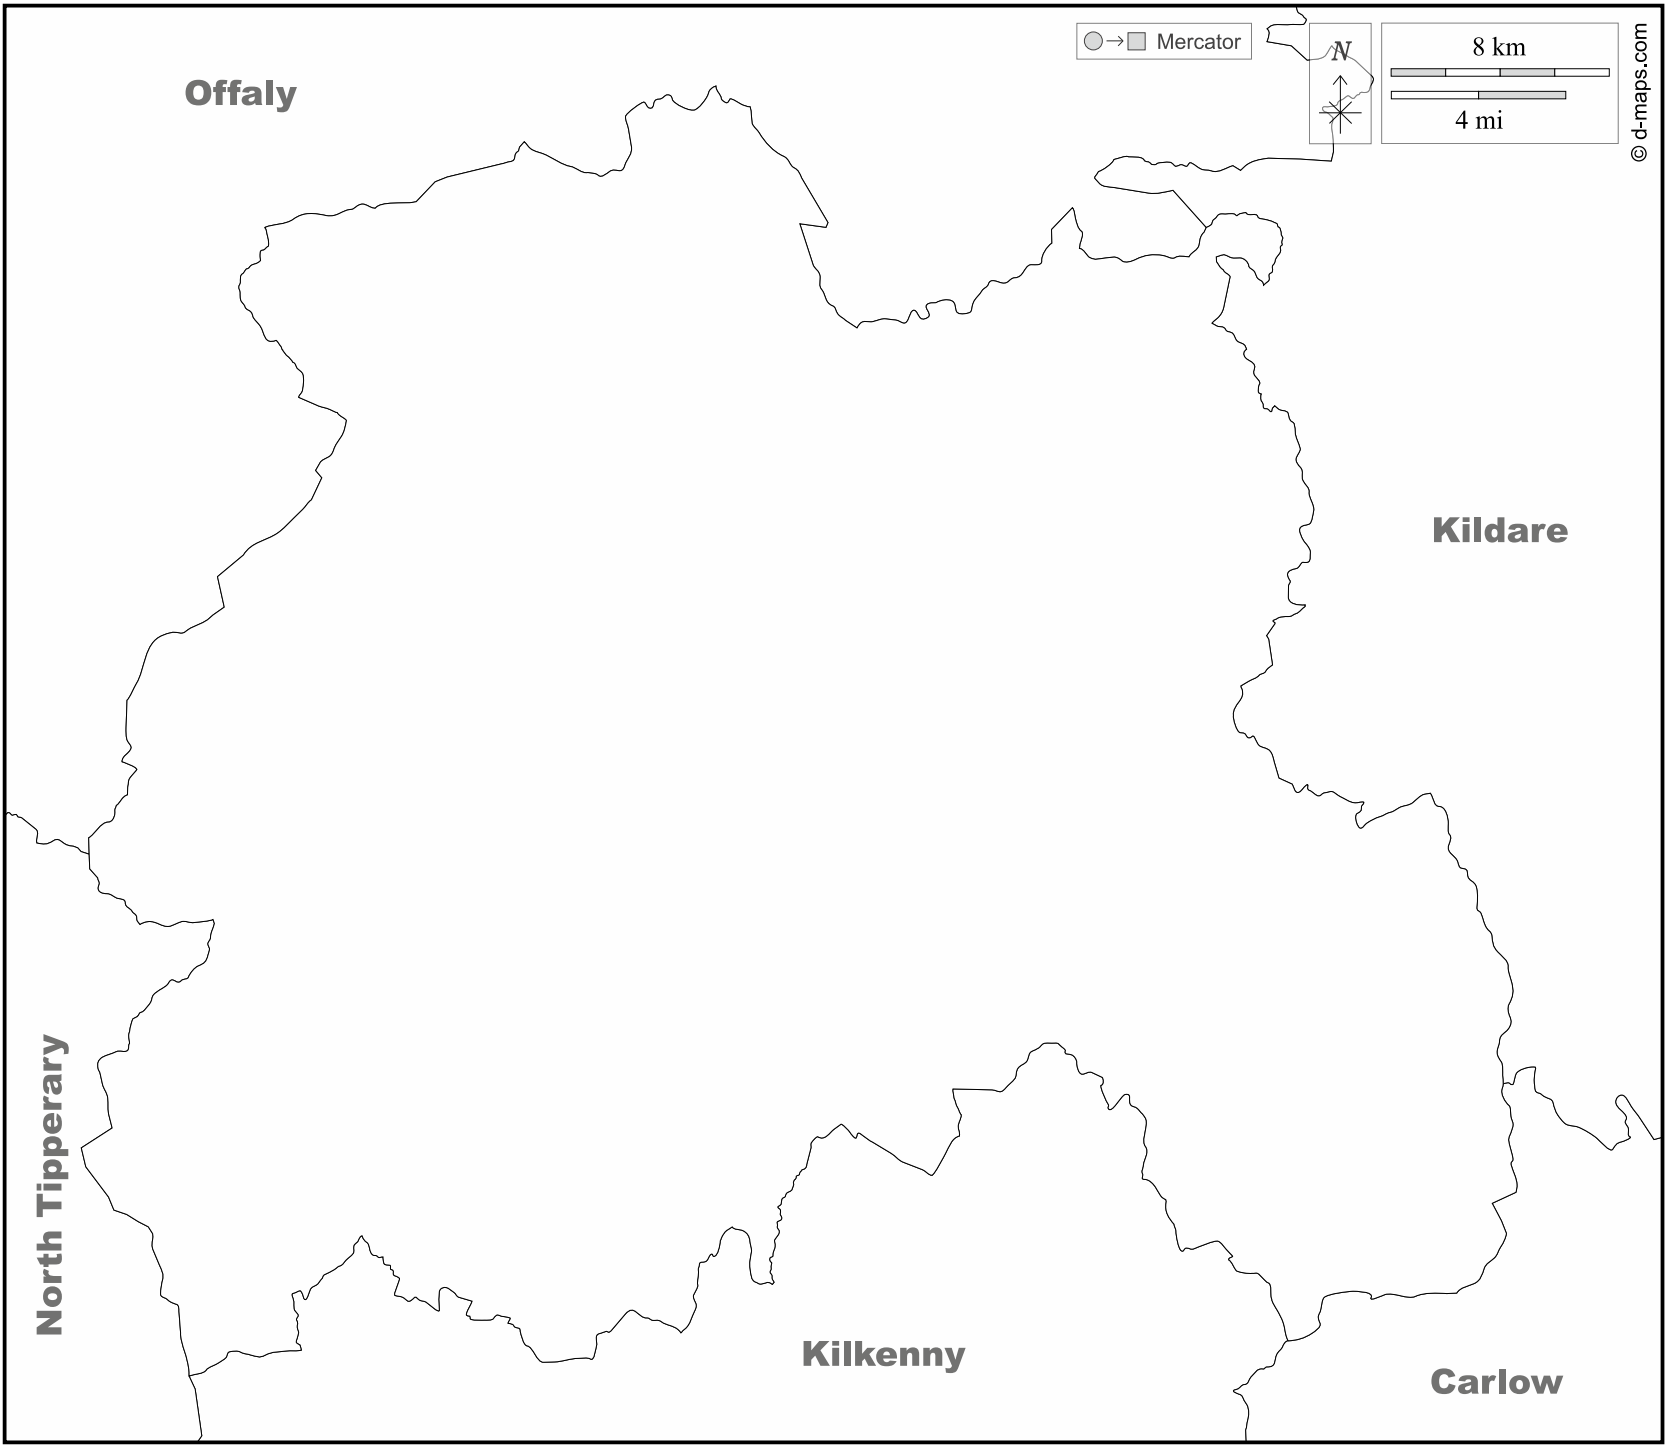 Mercator
N
8 km
4 mi
© d-maps.com
Offaly
Kildare
North Tipperary
Kilkenny
Carlow